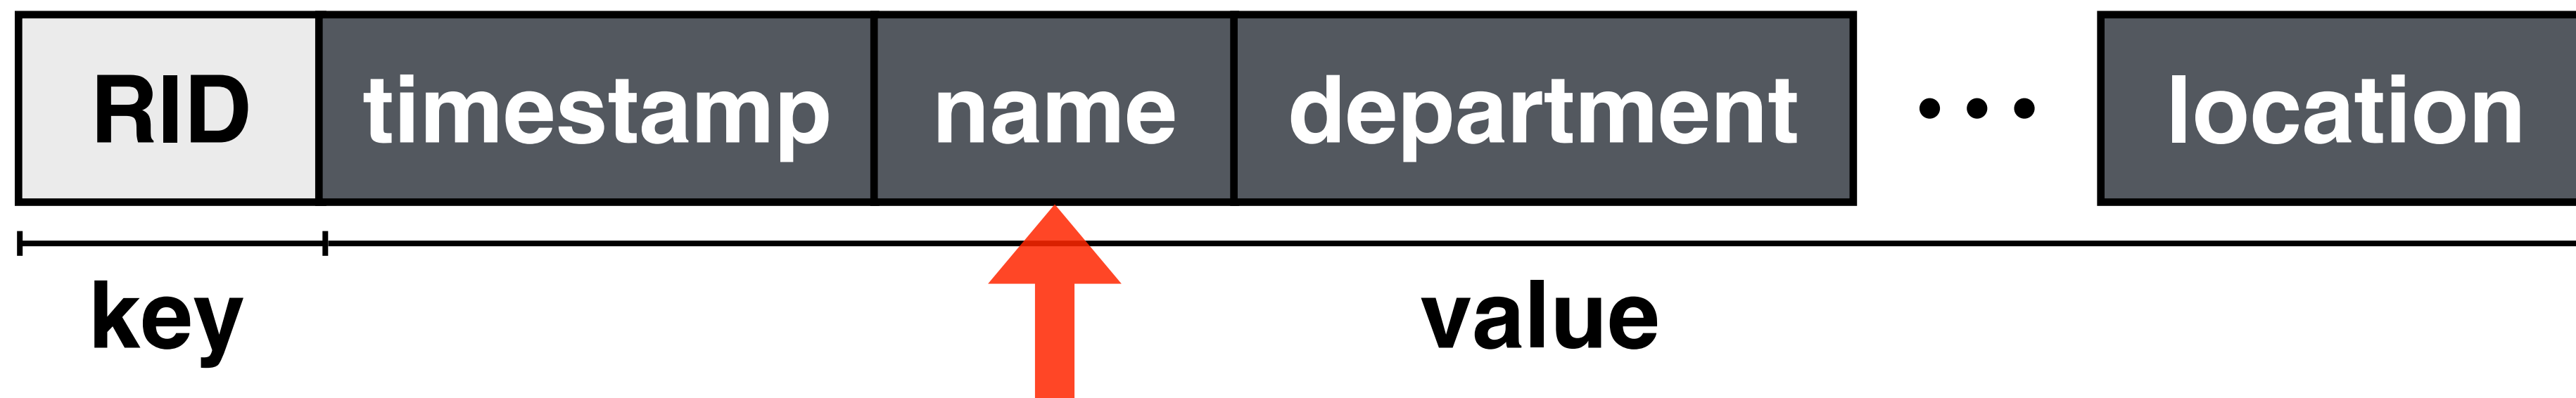 RID timestamp name department ••• location
key value